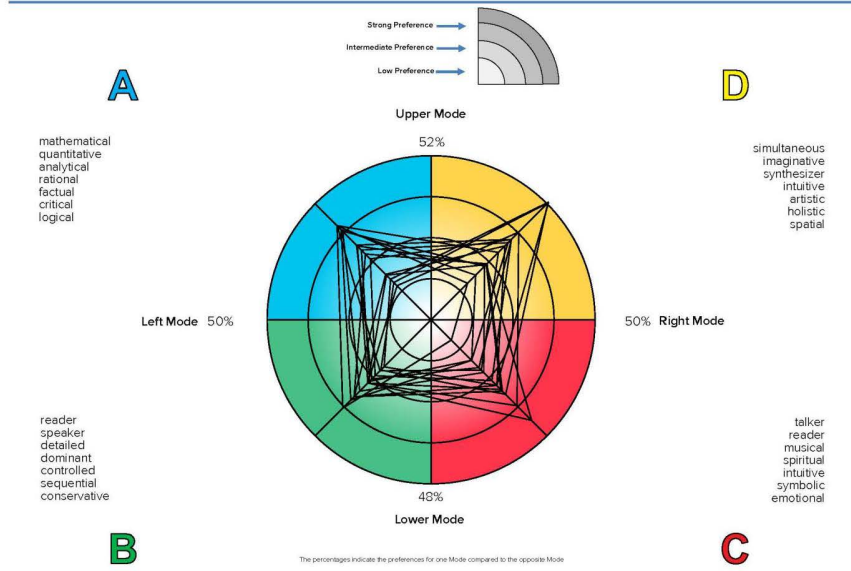 Strong Preference
Intermediate Preference
Low Preference
A
D
Upper Mode
52%
mathematical
quantitative
analytical
rational
factual
critical
logical
simultaneous
imaginative
synthesizer
intuitive
artistic
holistic
spatial
Left Mode 50%
50% Right Mode
reader
speaker
detailed
dominant
controlled
sequential
conservative
talker
reader
musical
spiritual
intuitive
symbolic
emotional
48%
Lower Mode
B
C
The percentages indicate the preferences for one Mode compared to the opposite Mode